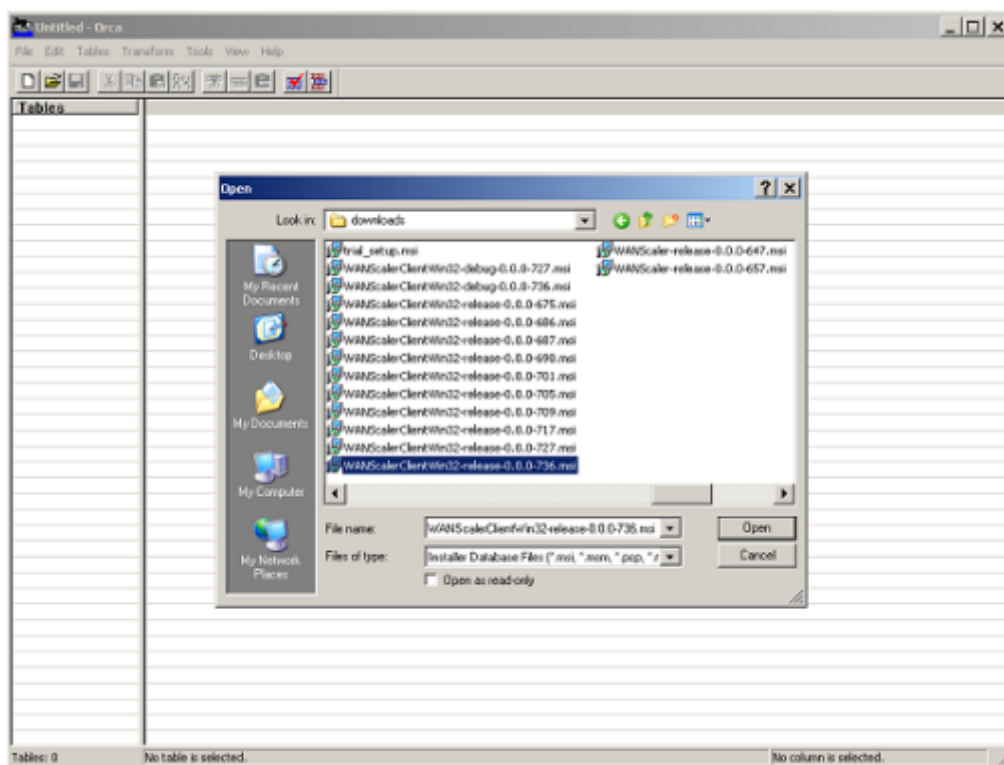 Untitled - Orca
File Edit Tables Transform Tools View Help
Tables
Open
Look in: downloads
My Recent Documents
Desktop
My Documents
My Computer
My Network Places
trial_setup.msi
WANScalerClientWin32-debug-0.0.0-727.msi
WANScalerClientWin32-debug-0.0.0-736.msi
WANScalerClientWin32-release-0.0.0-675.msi
WANScalerClientWin32-release-0.0.0-686.msi
WANScalerClientWin32-release-0.0.0-687.msi
WANScalerClientWin32-release-0.0.0-698.msi
WANScalerClientWin32-release-0.0.0-701.msi
WANScalerClientWin32-release-0.0.0-705.msi
WANScalerClientWin32-release-0.0.0-709.msi
WANScalerClientWin32-release-0.0.0-717.msi
WANScalerClientWin32-release-0.0.0-727.msi
WANScalerClientWin32-release-0.0.0-736.msi
WANScaler-release-0.0.0-647.msi
WANScaler-release-0.0.0-657.msi
File name: WANScalerClientWin32-release-0.0.0-736.msi Open
Files of type: Installer Database Files (*.msi, *.msm, *.pcp, *.r Cancel
Open as read-only
Tables: 0 No table is selected. No column is selected.